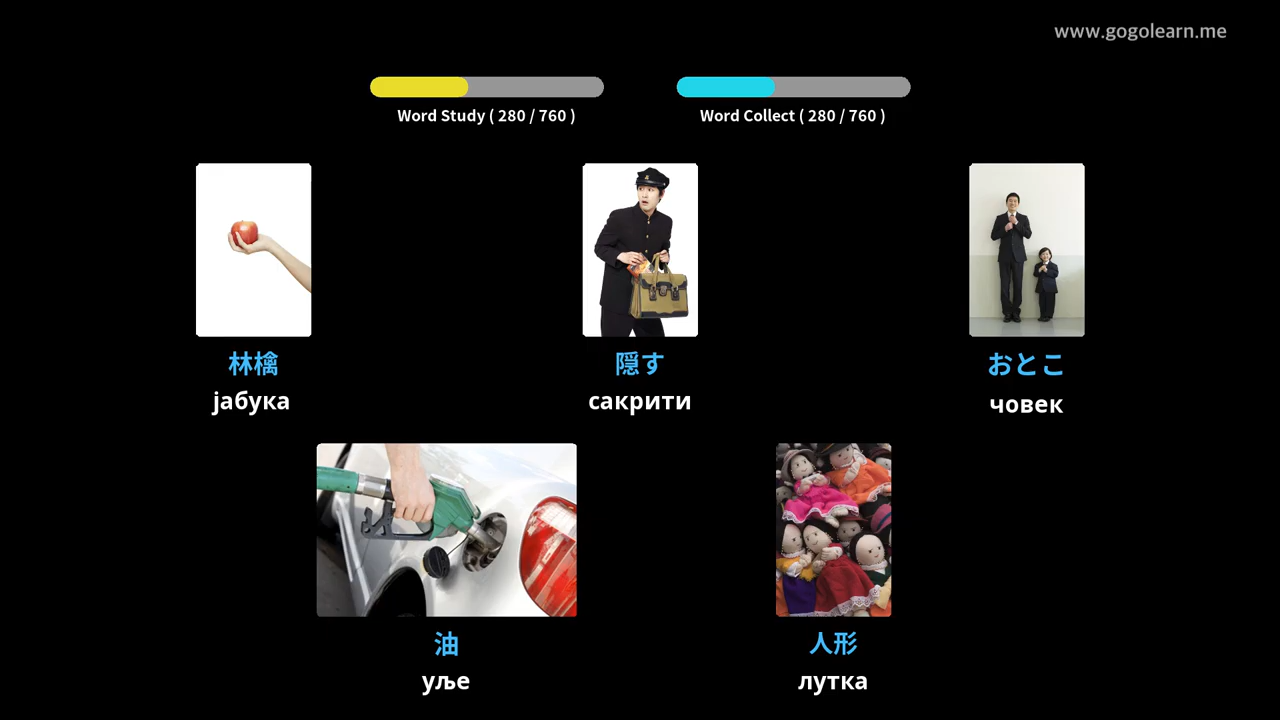 www.gogolearn.me
Word Study ( 280 / 760 )
Word Collect ( 280 / 760 )
林檎
隠す
おとこ
јабука
сакрити
човек
油
人形
уље
лутка